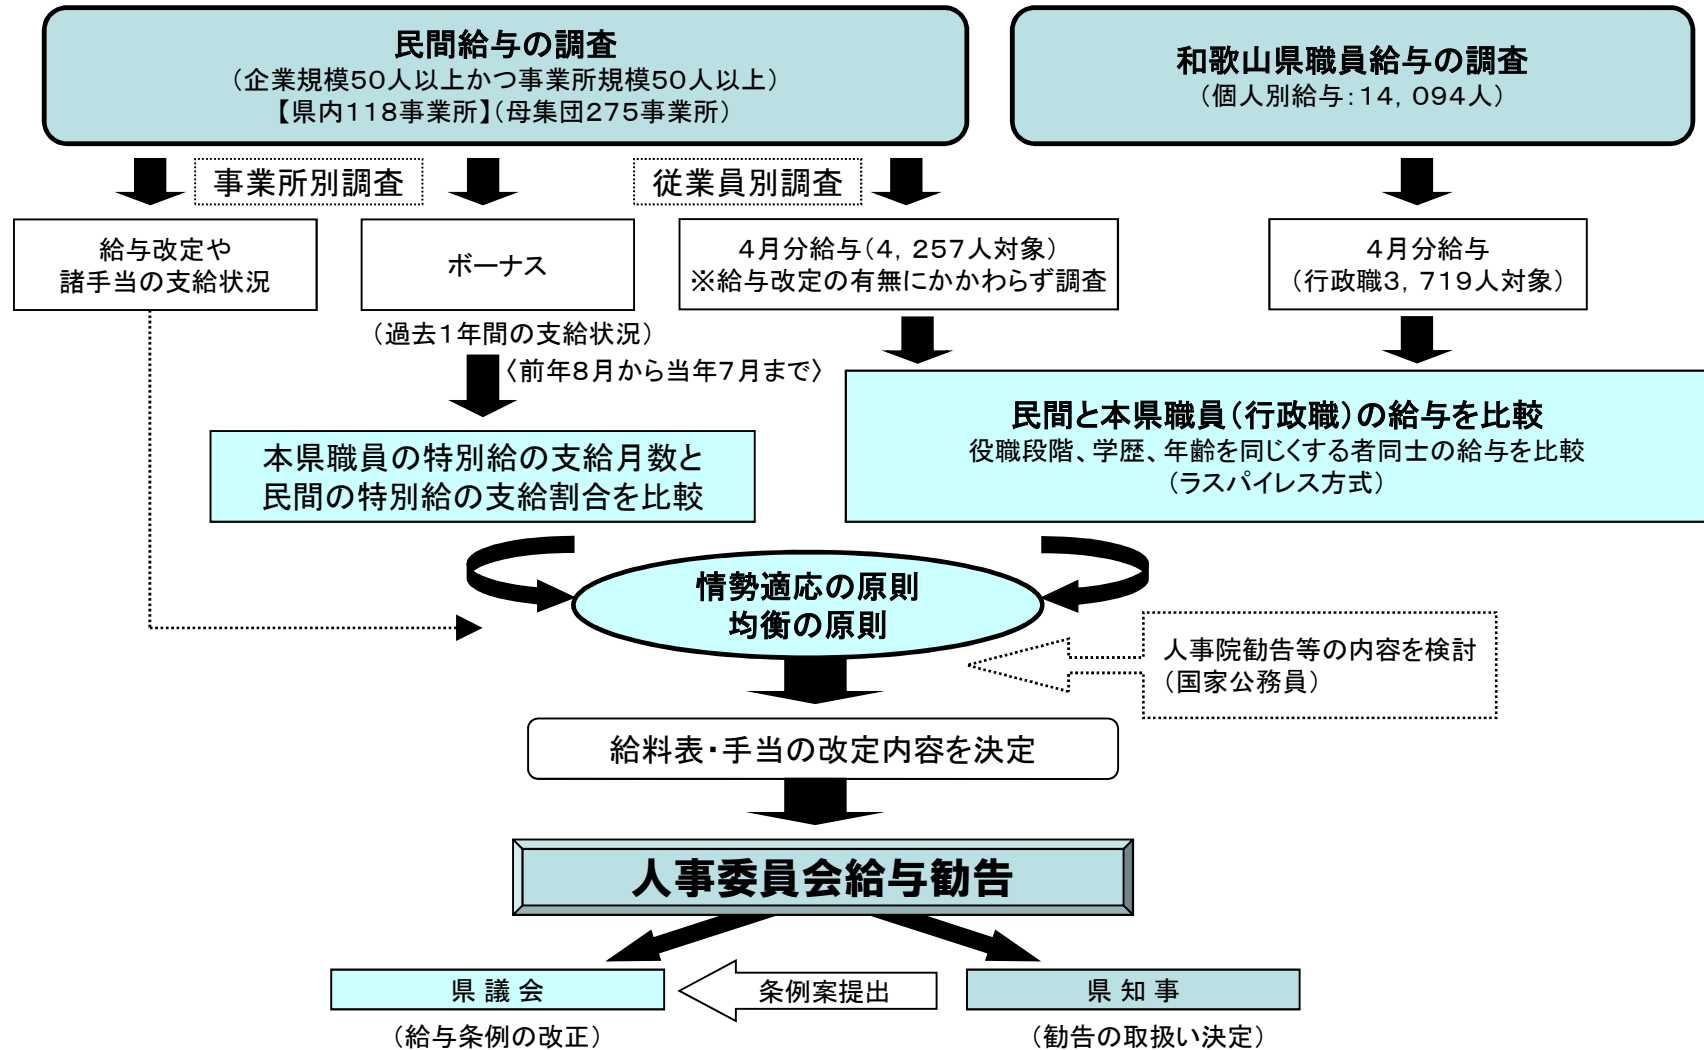 民間給与の調査
（企業規模50人以上かつ事業所規模50人以上）
【県内118事業所】（母集団275事業所）
和歌山県職員給与の調査
（個人別給与：14，094人）
事業所別調査
従業員別調査
給与改定や
諸手当の支給状況
ボーナス
4月分給与（4，257人対象）
※給与改定の有無にかかわらず調査
4月分給与
（行政職3，719人対象）
（過去1年間の支給状況）
〈前年8月から当年7月まで〉
本県職員の特別給の支給月数と
民間の特別給の支給割合を比較
民間と本県職員（行政職）の給与を比較
役職段階、学歴、年齢を同じくする者同士の給与を比較
（ラスパイレス方式）
情勢適応の原則
均衡の原則
人事院勧告等の内容を検討
（国家公務員）
給料表・手当の改定内容を決定
人事委員会給与勧告
県議会
条例案提出
県知事
（給与条例の改正）
（勧告の取扱い決定）